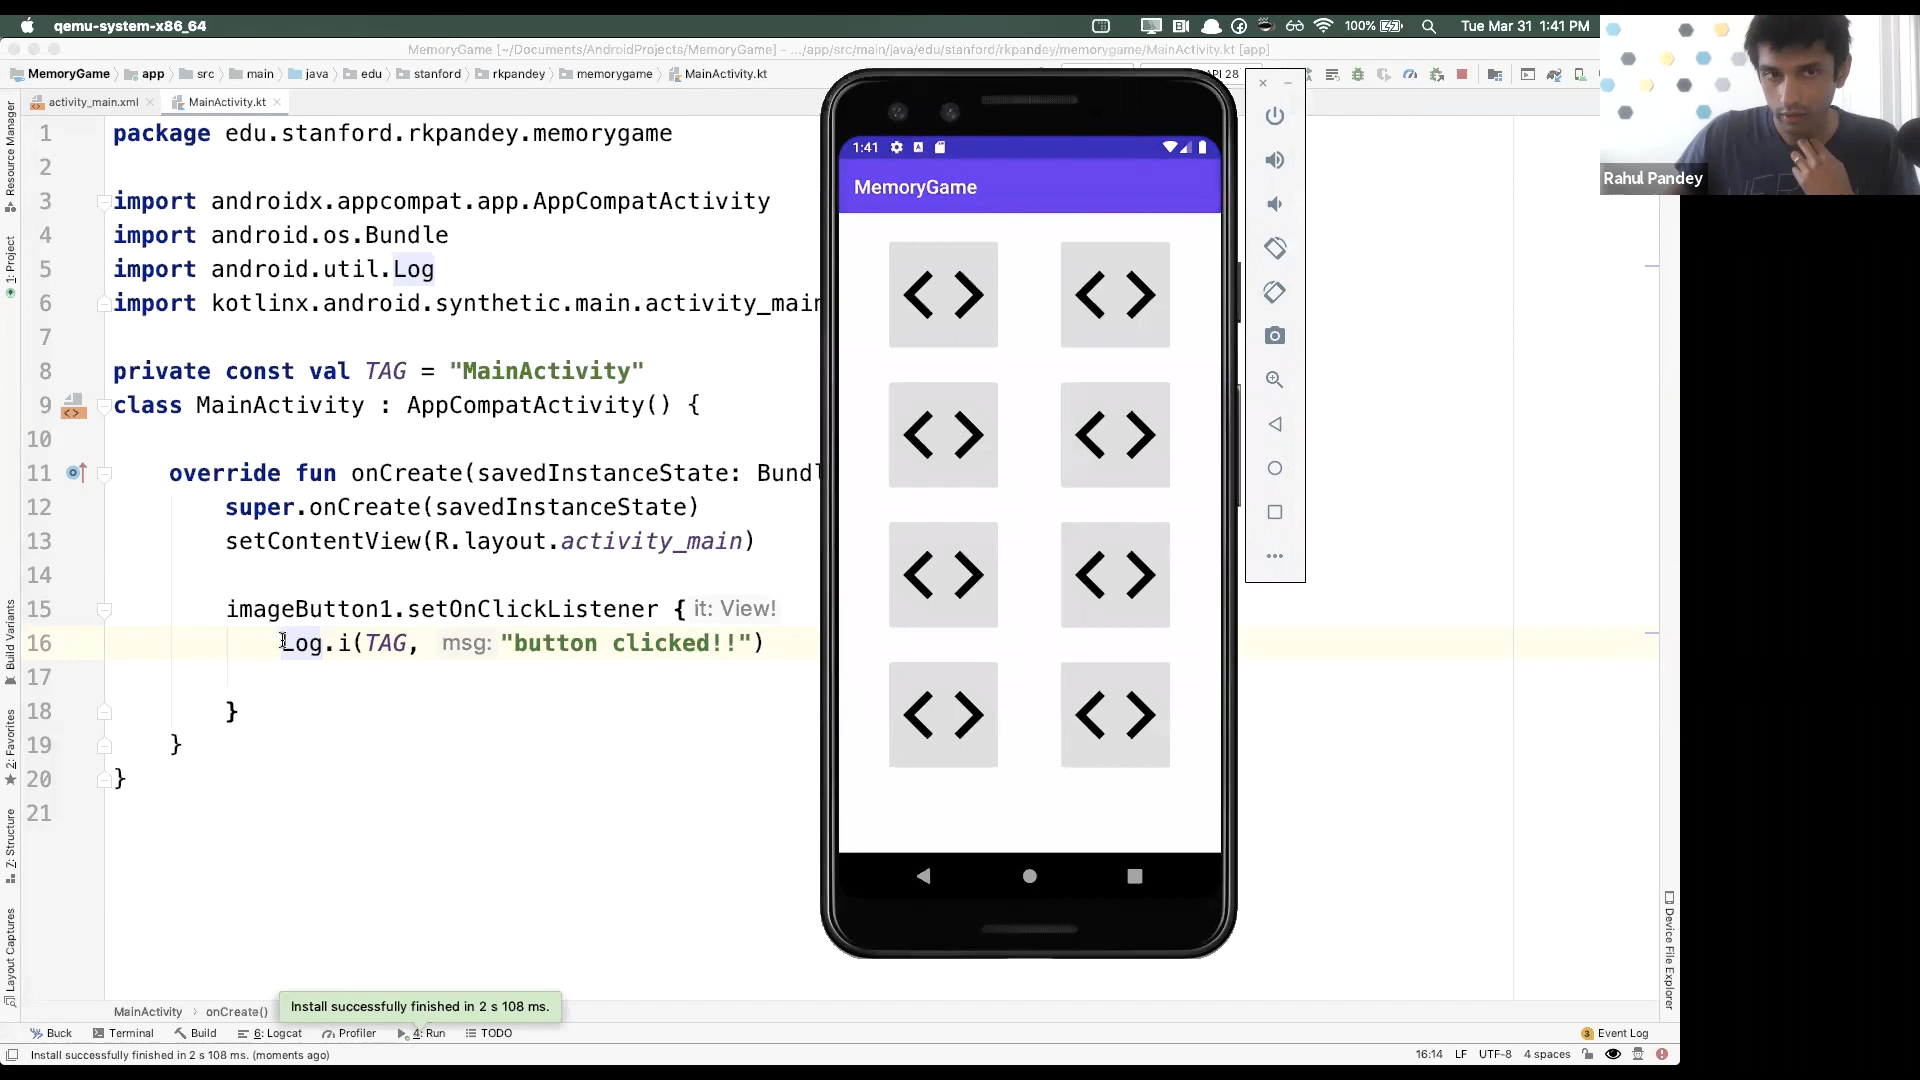 qemu-system-x86_64
100%
Tue Mar 31 1:41 PM
MemoryGame [~/Documents/AndroidProjects/MemoryGame] – .../app/src/main/java/edu/stanford/rkpandey/memorygame/MainActivity.kt [app]
MemoryGame app src main java edu stanford rkpandey memorygame MainActivity.kt
API 28
activity_main.xml
MainActivity.kt
Resource Manager
1: Project
Build Variants
2: Favorites
7: Structure
Layout Captures
1 package edu.stanford.rkpandey.memorygame
2
3 import androidx.appcompat.app.AppCompatActivity
4 import android.os.Bundle
5 import android.util.Log
6 import kotlinx.android.synthetic.main.activity_main
7
8 private const val TAG = "MainActivity"
9 class MainActivity : AppCompatActivity() {
10
11 override fun onCreate(savedInstanceState: Bundl
12 super.onCreate(savedInstanceState)
13 setContentView(R.layout.activity_main)
14
15 imageButton1.setOnClickListener { it: View!
16 Log.i(TAG, msg: "button clicked!!")
17
18 }
19 }
20 }
21
1:41
MemoryGame
Rahul Pandey
Device File Explorer
MainActivity › onCreate()
Install successfully finished in 2 s 108 ms.
Buck
Terminal
Build
6: Logcat
Profiler
4: Run
TODO
3 Event Log
Install successfully finished in 2 s 108 ms. (moments ago)
16:14 LF UTF-8 4 spaces